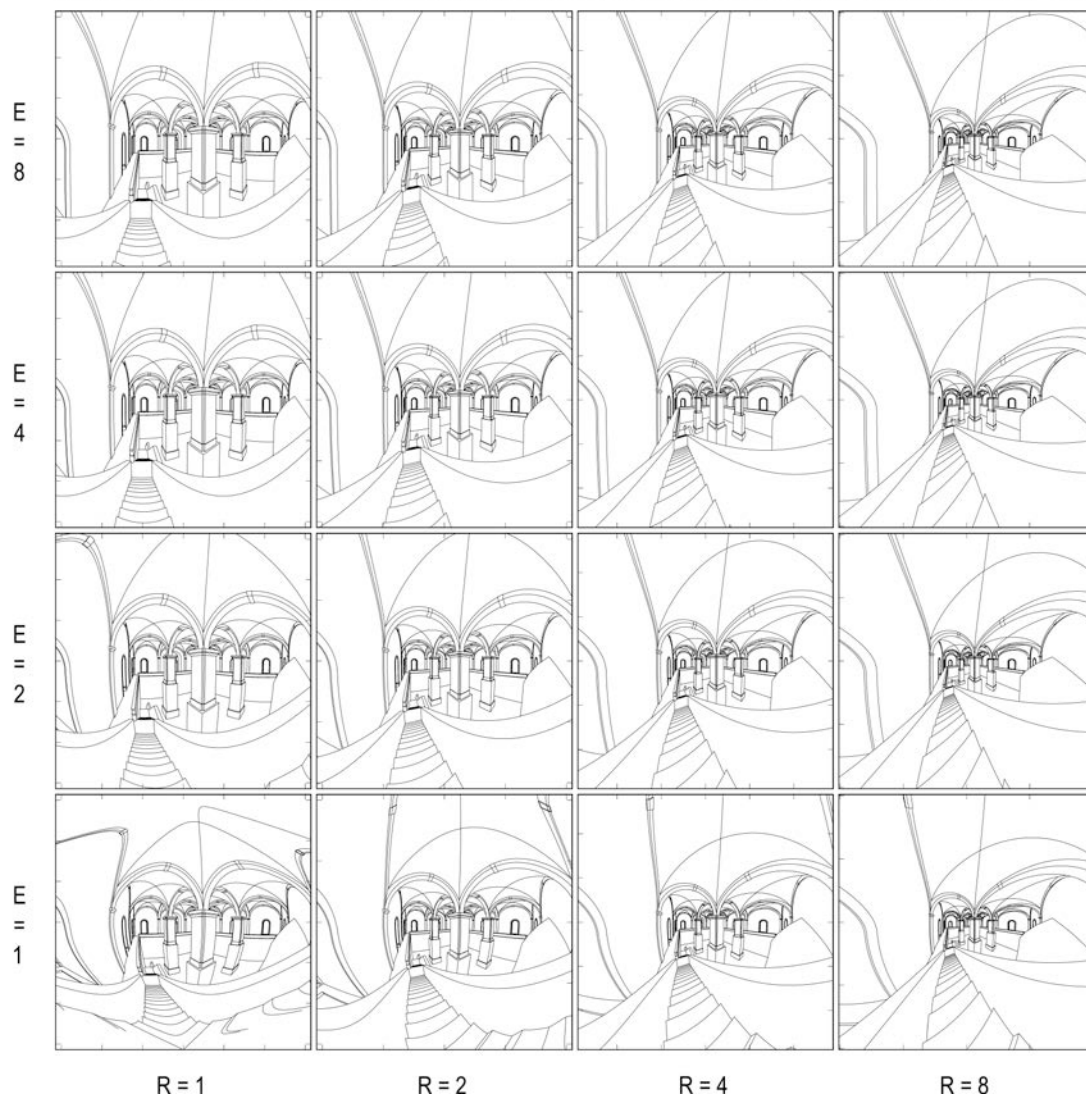 E
=
8
E
=
4
E
=
2
E
=
1
R = 1 R = 2 R = 4 R = 8